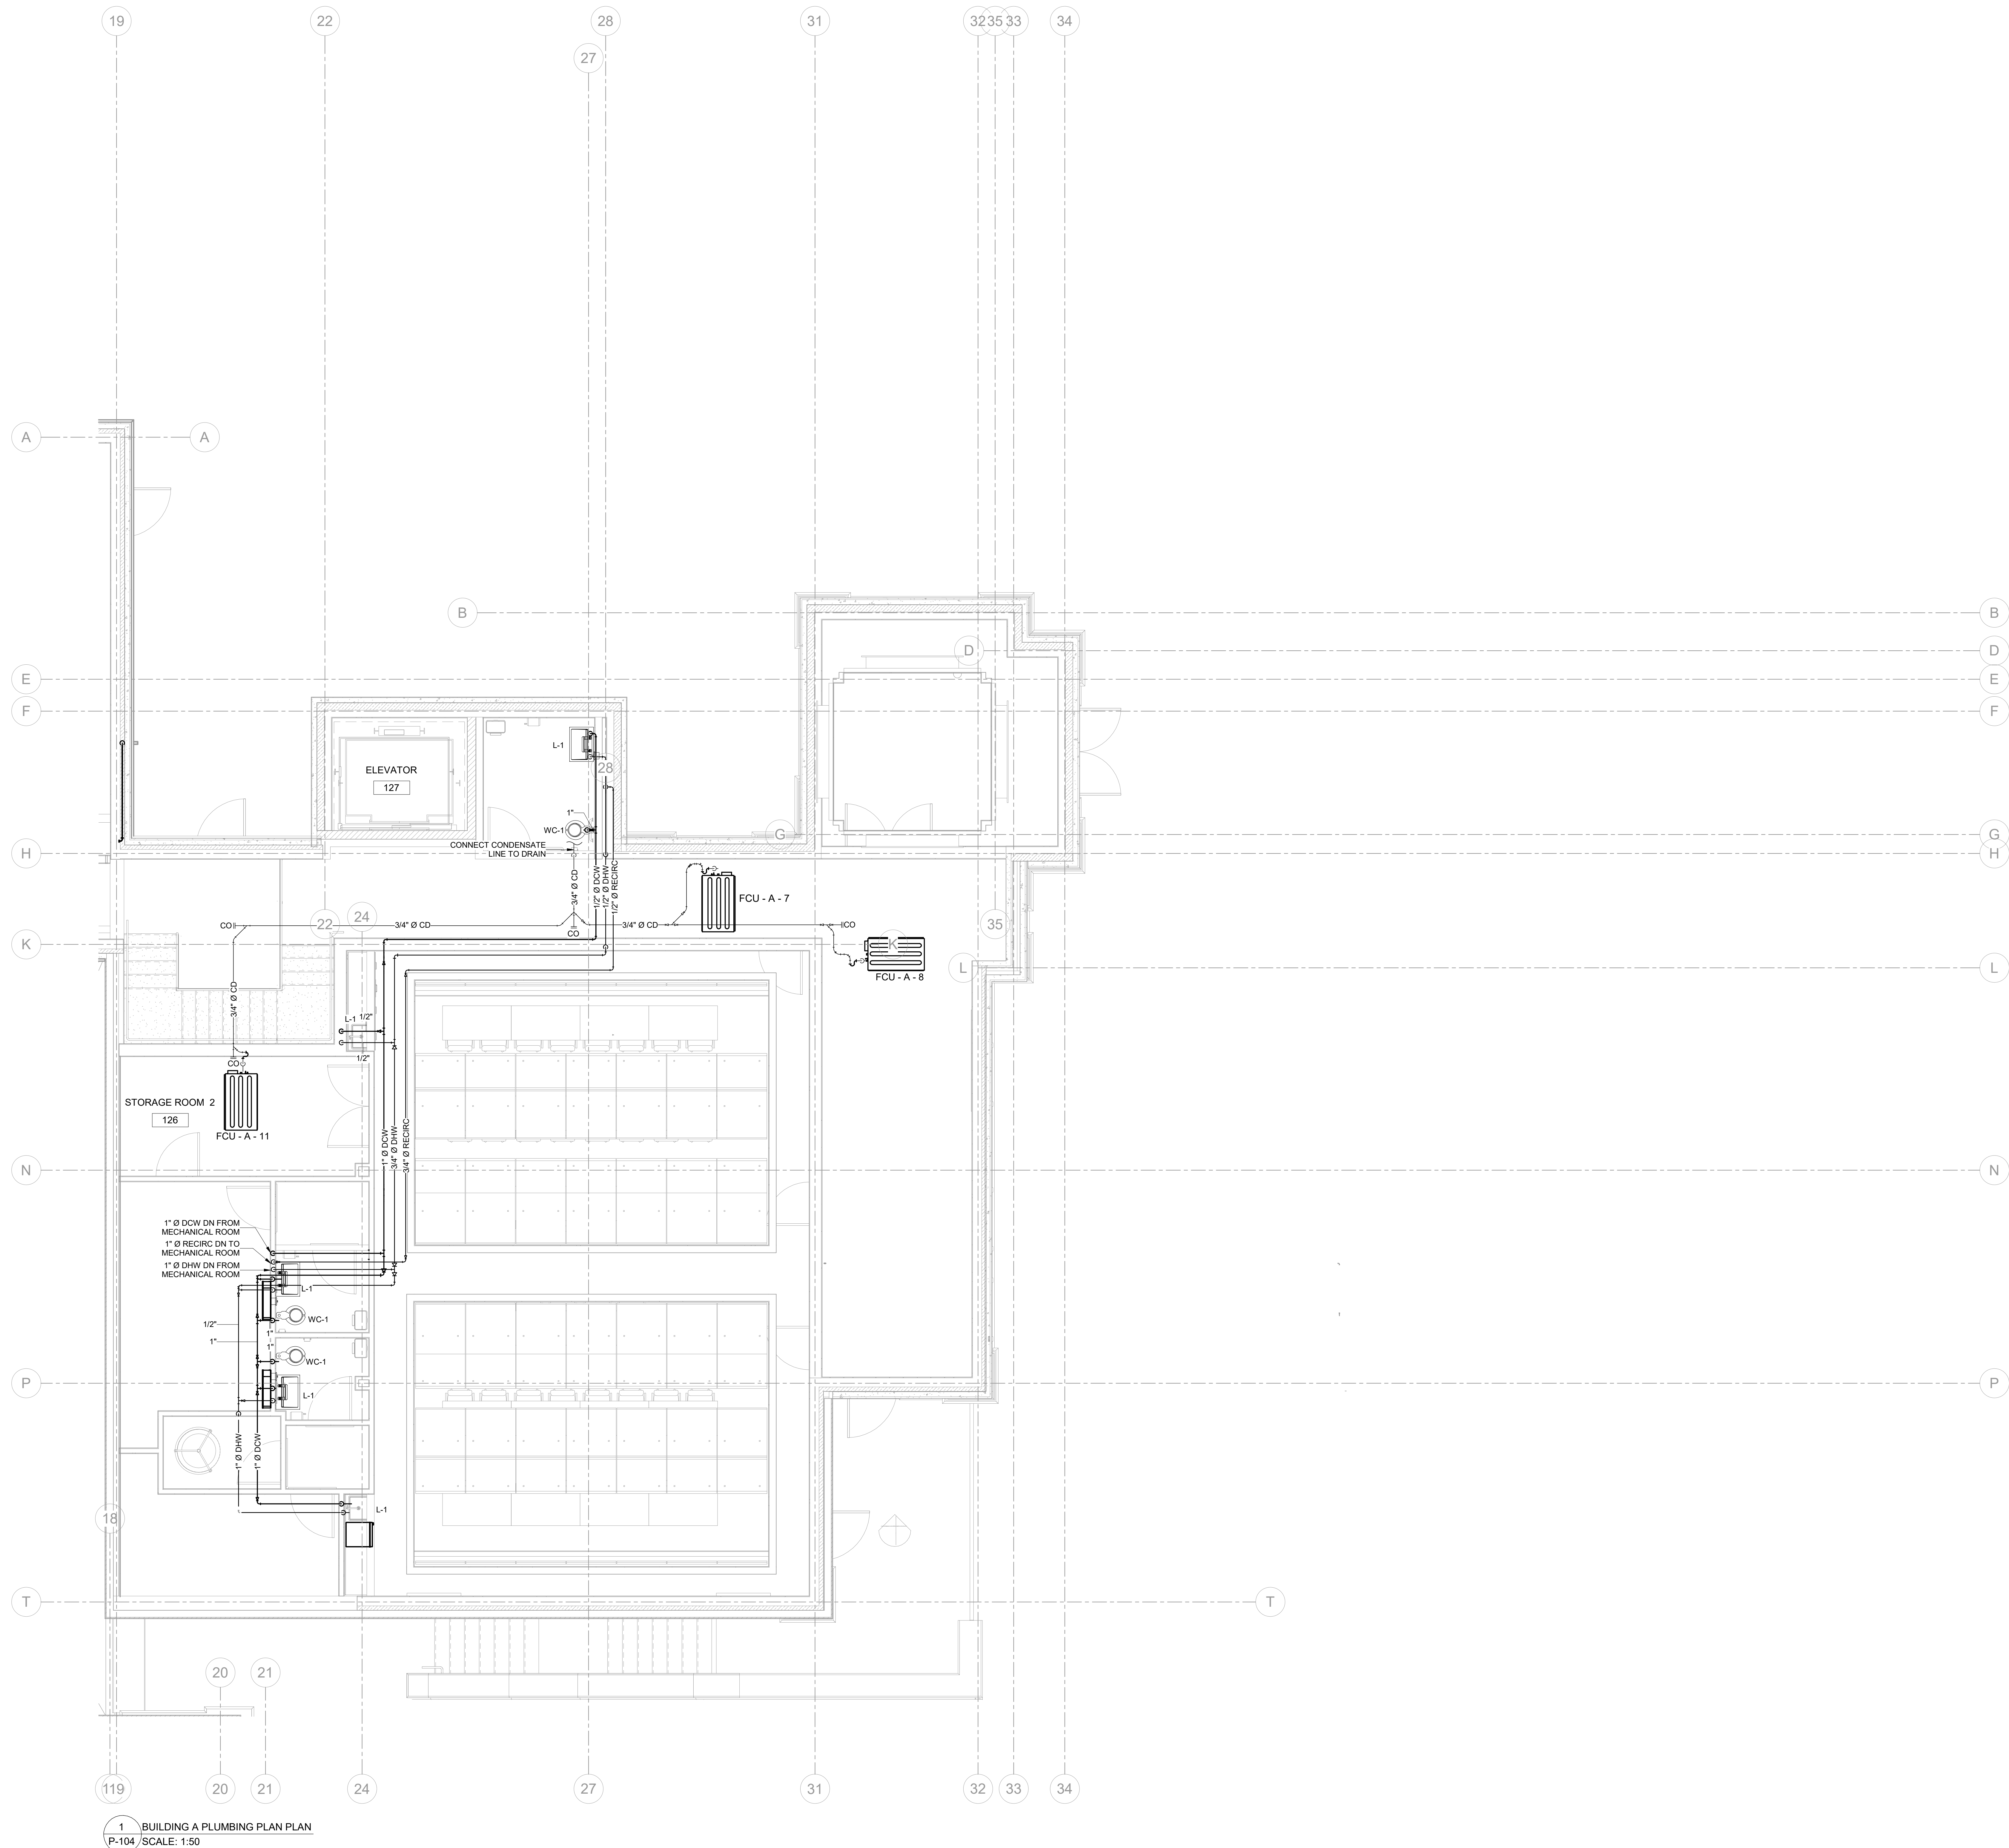 19
22
28
31
32
35
33
34
27
A
A
B
B
D
D
E
E
F
F
L-1
28
ELEVATOR
127
1"
WC-1
G
G
CONNECT CONDENSATE
LINE TO DRAIN
H
H
3/4" Ø CD
1/2" Ø DCW
1/2" Ø DHW
1/2" Ø RECIRC
FCU - A - 7
CO
22
24
3/4" Ø CD
CO
3/4" Ø CD
CO
35
K
K
L
L
FCU - A - 8
3/4" Ø CD
L-1
1/2"
1/2"
CO
STORAGE ROOM 2
126
FCU - A - 11
1" Ø DCW
3/4" Ø DHW
3/4" Ø RECIRC
N
N
1" Ø DCW DN FROM
MECHANICAL ROOM
1" Ø RECIRC DN TO
MECHANICAL ROOM
1" Ø DHW DN FROM
MECHANICAL ROOM
L-1
WC-1
1/2"
1"
1"
1"
WC-1
P
P
L-1
1" Ø DHW
1" Ø DCW
L-1
18
T
T
20
21
119
20
21
24
27
31
32
33
34
1
BUILDING A PLUMBING PLAN PLAN
P-104
SCALE: 1:50